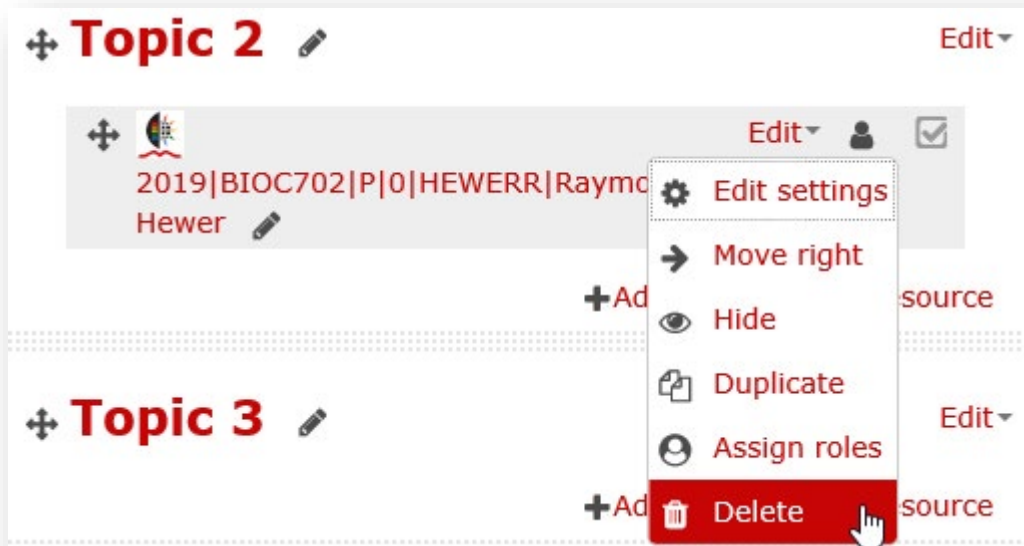 Topic 2
Edit
Edit
2019|BIOC702|P|0|HEWERR|Raymo
Hewer
Edit settings
Move right
Hide
Duplicate
Assign roles
Delete
Ad source
Topic 3
Edit
Ad source